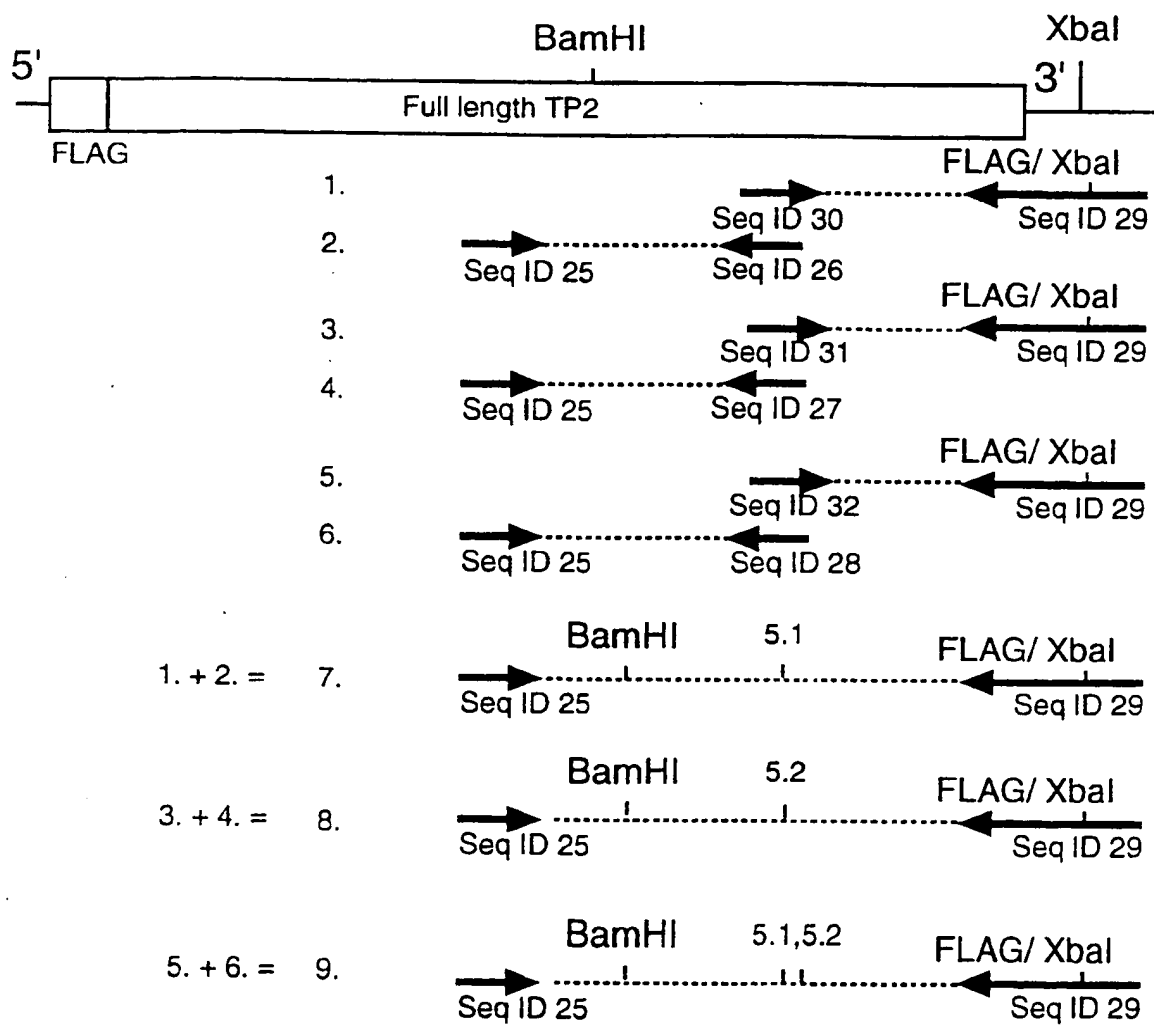 BamHI
XbaI
5'
3'
Full length TP2
FLAG
FLAG/ XbaI
1.
Seq ID 30
Seq ID 29
2.
Seq ID 25
Seq ID 26
FLAG/ XbaI
3.
Seq ID 31
Seq ID 29
4.
Seq ID 25
Seq ID 27
FLAG/ XbaI
5.
Seq ID 32
Seq ID 29
6.
Seq ID 25
Seq ID 28
BamHI 5.1 FLAG/ XbaI
1. + 2. = 7.
Seq ID 25 Seq ID 29
BamHI 5.2 FLAG/ XbaI
3. + 4. = 8.
Seq ID 25 Seq ID 29
BamHI 5.1,5.2 FLAG/ XbaI
5. + 6. = 9.
Seq ID 25 Seq ID 29